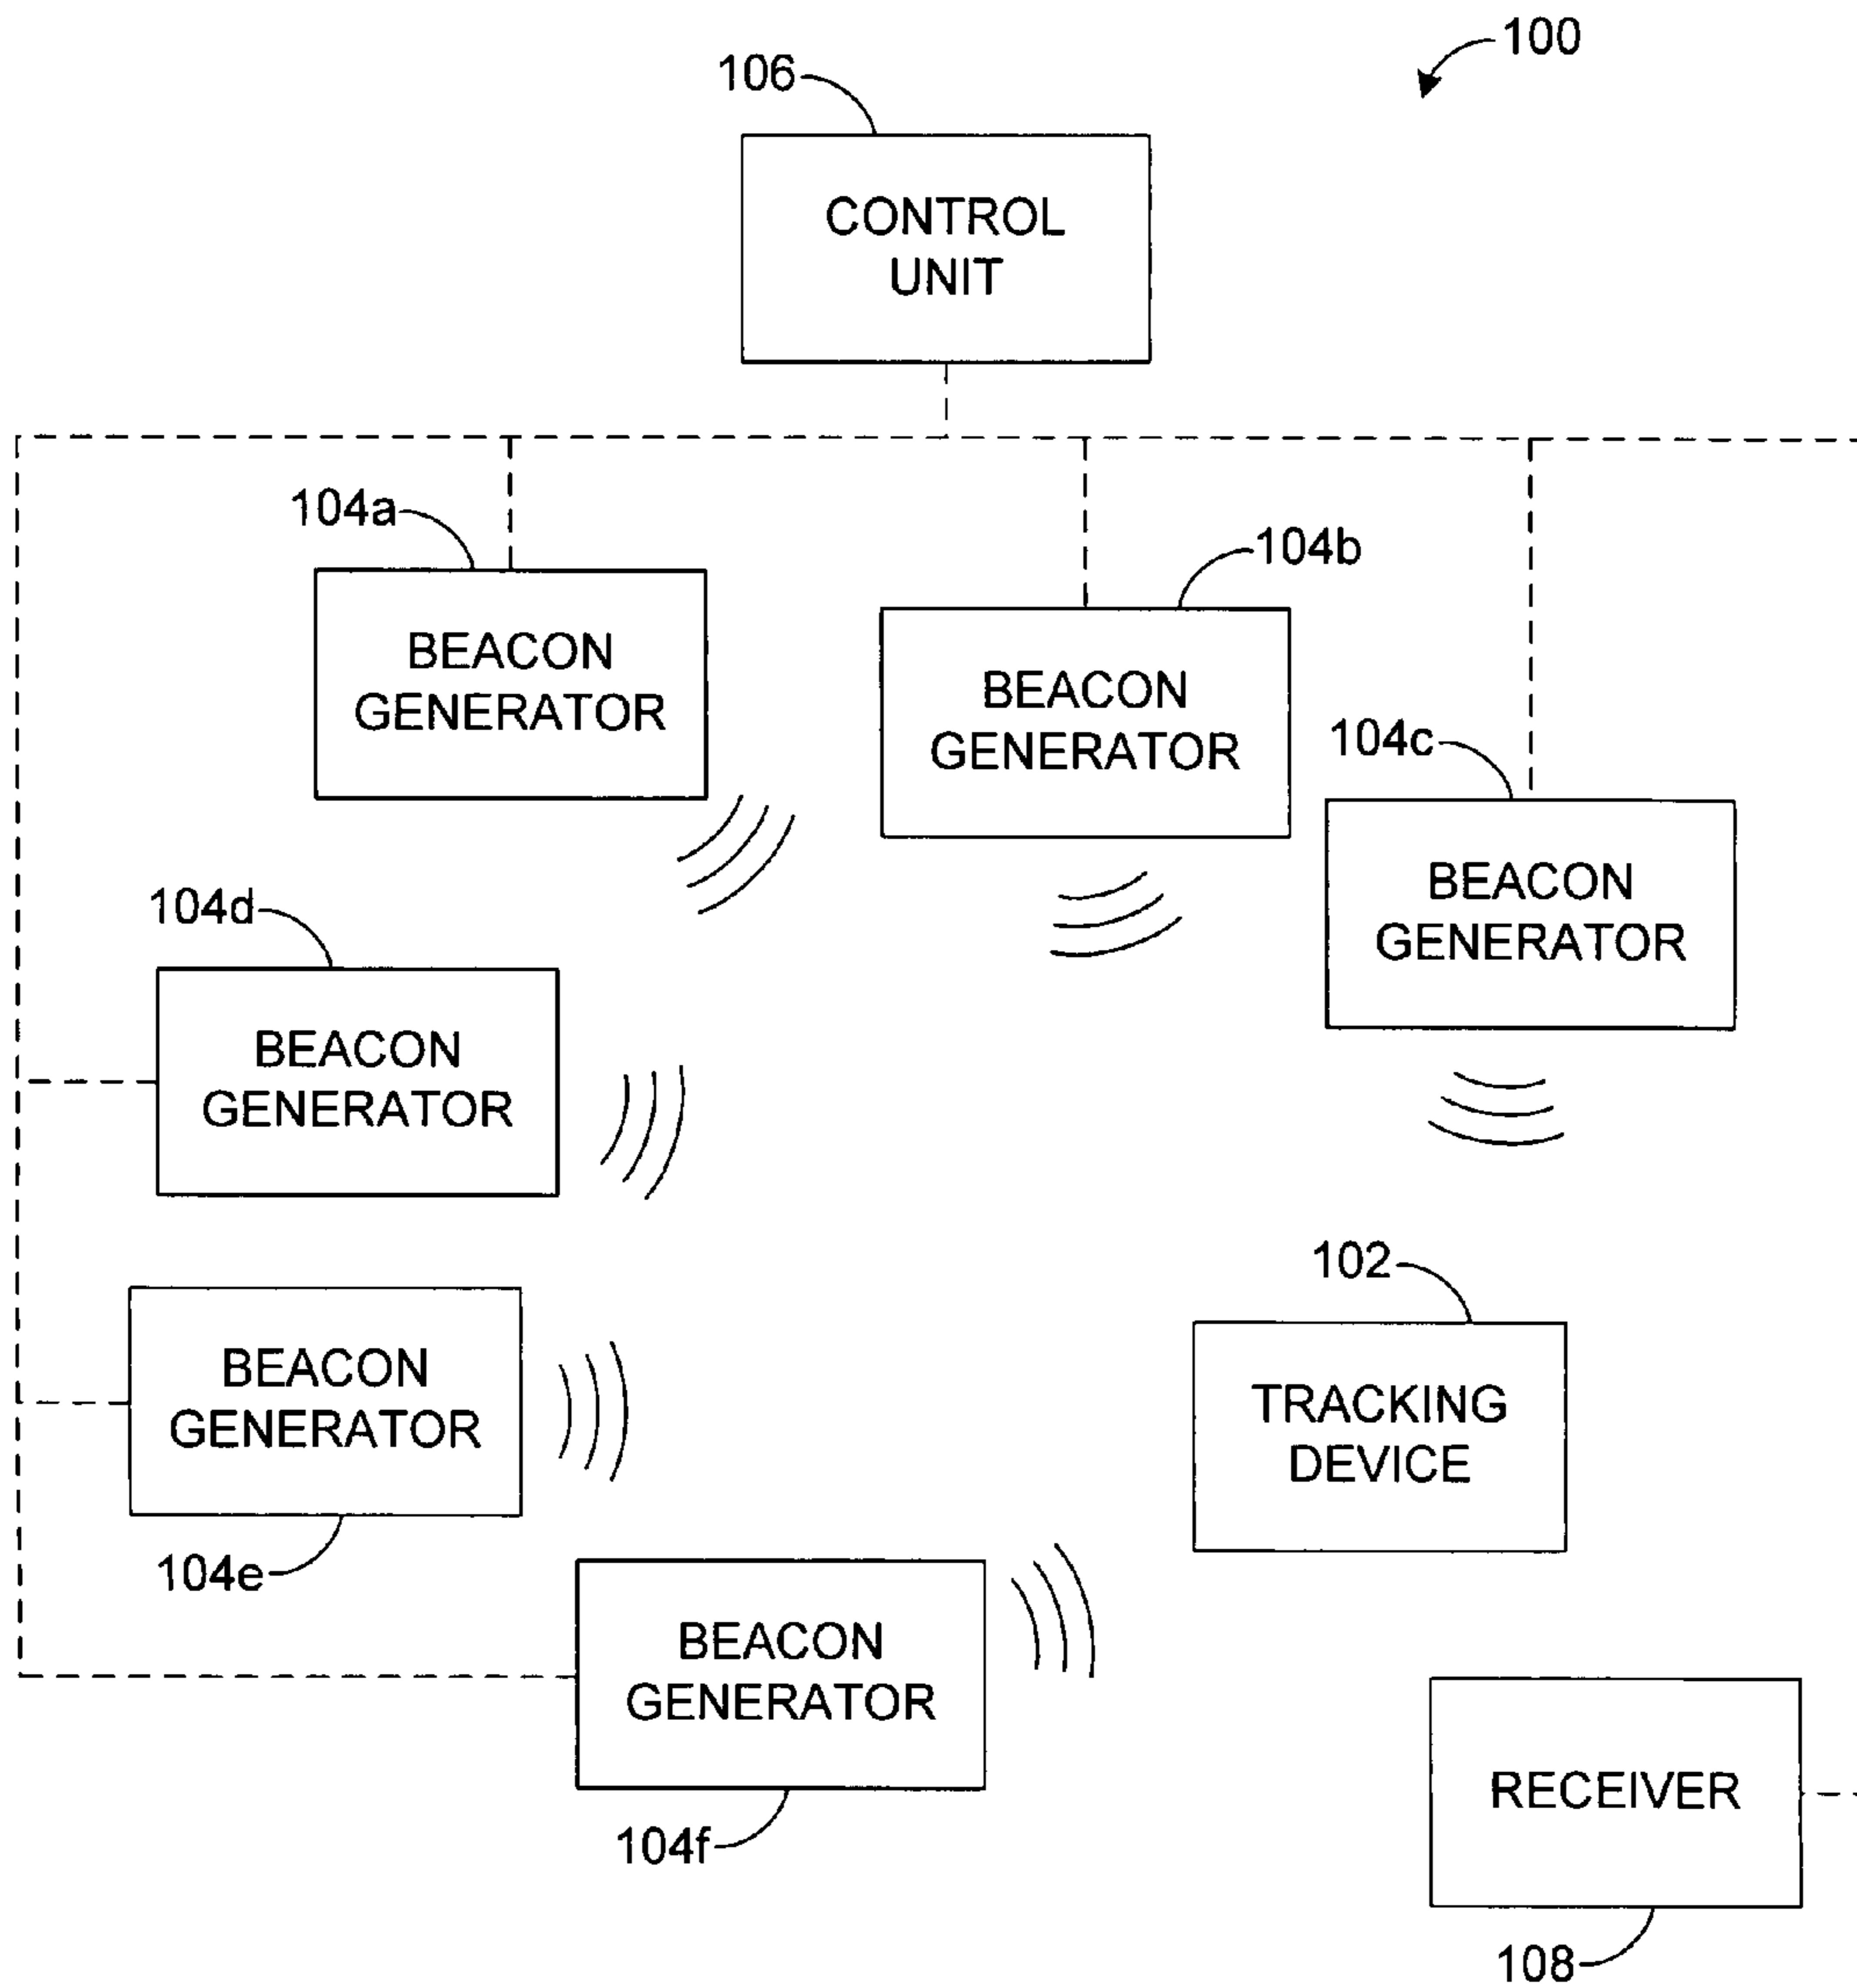 100
106
CONTROL
UNIT
104a
BEACON
GENERATOR
104b
BEACON
GENERATOR
104c
BEACON
GENERATOR
104d
BEACON
GENERATOR
102
TRACKING
DEVICE
BEACON
GENERATOR
104e
BEACON
GENERATOR
104f
RECEIVER
108